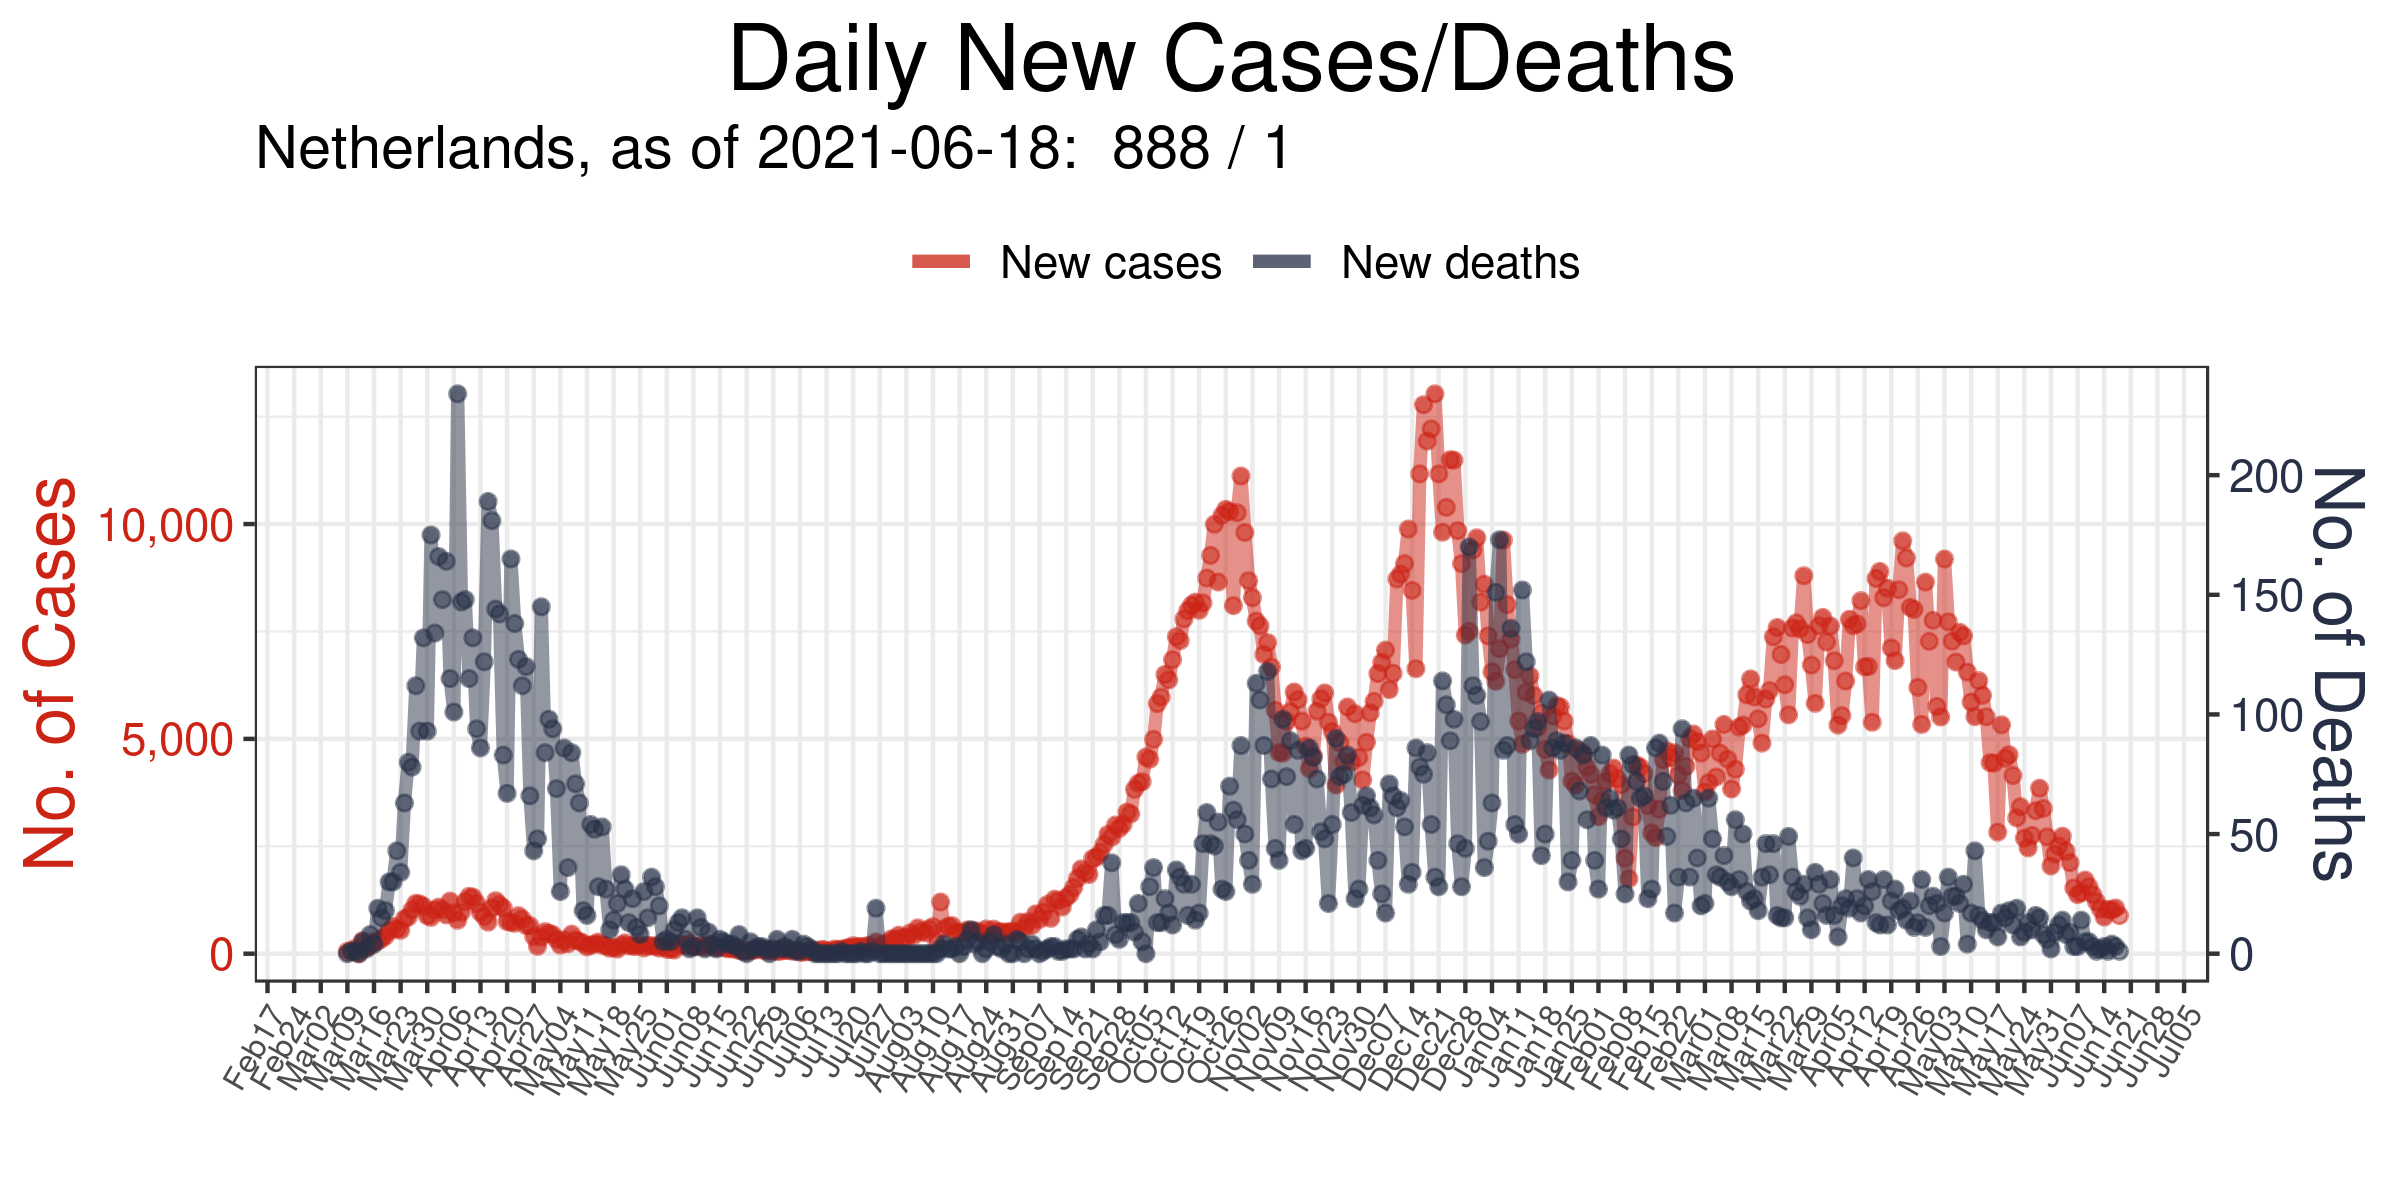 Daily New Cases/Deaths
Netherlands, as of 2021-06-18:  888 / 1
New cases
New deaths
No. of Cases
10,000
5,000
0
200
150
100
50
0
No. of Deaths
Feb17
Feb24
Mar02
Mar09
Mar16
Mar23
Mar30
Apr06
Apr13
Apr20
Apr27
May04
May11
May18
May25
Jun01
Jun08
Jun15
Jun22
Jun29
Jul06
Jul13
Jul20
Jul27
Aug03
Aug10
Aug17
Aug24
Aug31
Sep07
Sep14
Sep21
Sep28
Oct05
Oct12
Oct19
Oct26
Nov02
Nov09
Nov16
Nov23
Nov30
Dec07
Dec14
Dec21
Dec28
Jan04
Jan11
Jan18
Jan25
Feb01
Feb08
Feb15
Feb22
Mar01
Mar08
Mar15
Mar22
Mar29
Apr05
Apr12
Apr19
Apr26
May03
May10
May17
May24
May31
Jun07
Jun14
Jun21
Jun28
Jul05